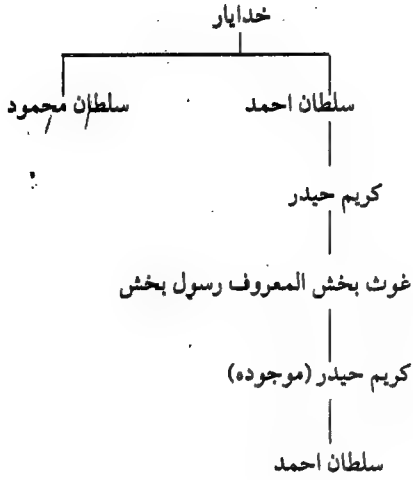 خدایار
سلطان احمد سلطان محمود
کریم حیدر
غوث بخش المعروف رسول بخش
کریم حیدر (موجوده)
سلطان احمد